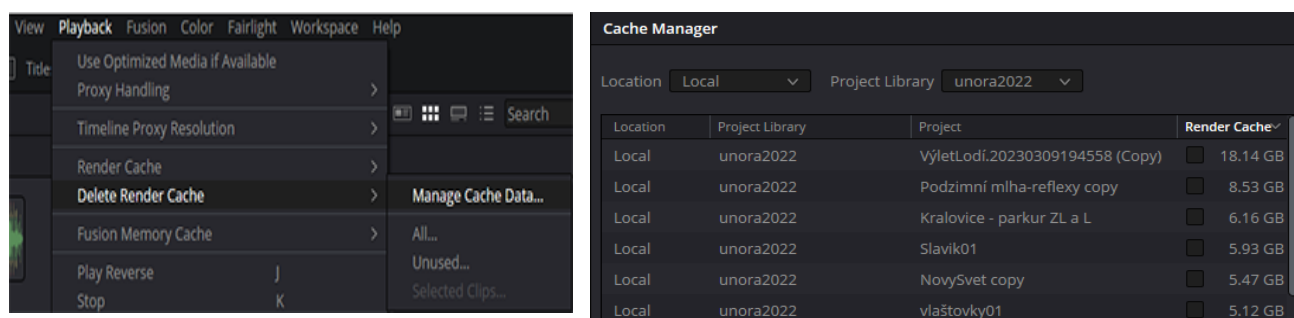 View Playback Fusion Color Fairlight Workspace Help
Title
Use Optimized Media if Available
Proxy Handling
Timeline Proxy Resolution
Search
Render Cache
Delete Render Cache
Manage Cache Data...
Fusion Memory Cache
All...
Unused...
Play Reverse J
Selected Clips...
Stop K
Cache Manager
Location Local Project Library unora2022
Location Project Library Project Render Cache
Local unora2022 VýletLodí.20230309194558 (Copy) 18.14 GB
Local unora2022 Podzimní mlha-reflexy copy 8.53 GB
Local unora2022 Kralovice - parkur ZL a L 6.16 GB
Local unora2022 Slavik01 5.93 GB
Local unora2022 NovySvet copy 5.47 GB
Local unora2022 vlaštovky01 5.12 GB